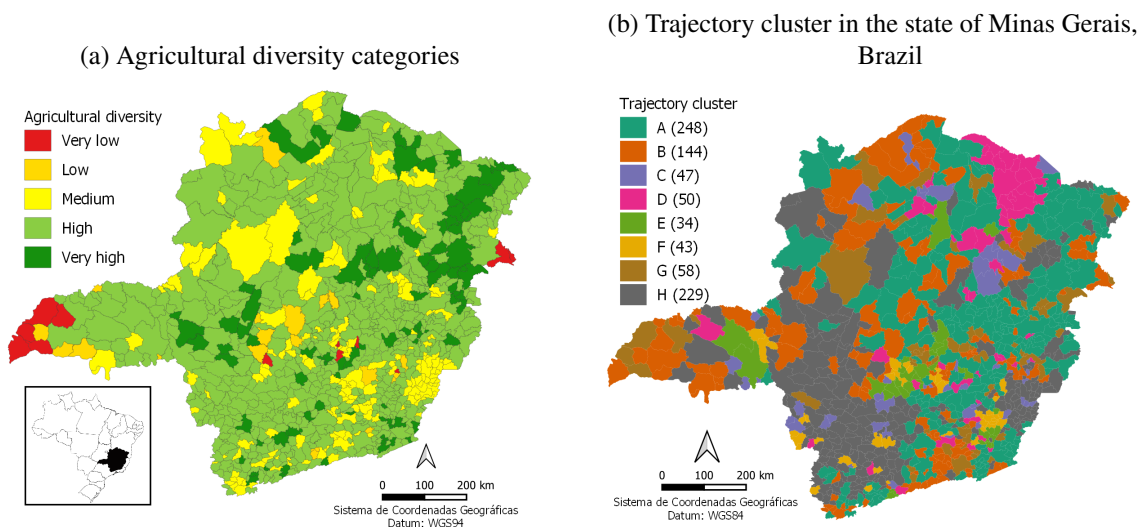 (a) Agricultural diversity categories
Agricultural diversity
Very low
Low
Medium
High
Very high
0 100 200 km
Sistema de Coordenadas Geográficas
Datum: WGS94
(b) Trajectory cluster in the state of Minas Gerais,
Brazil
Trajectory cluster
A (248)
B (144)
C (47)
D (50)
E (34)
F (43)
G (58)
H (229)
0 100 200 km
Sistema de Coordenadas Geográficas
Datum: WGS84